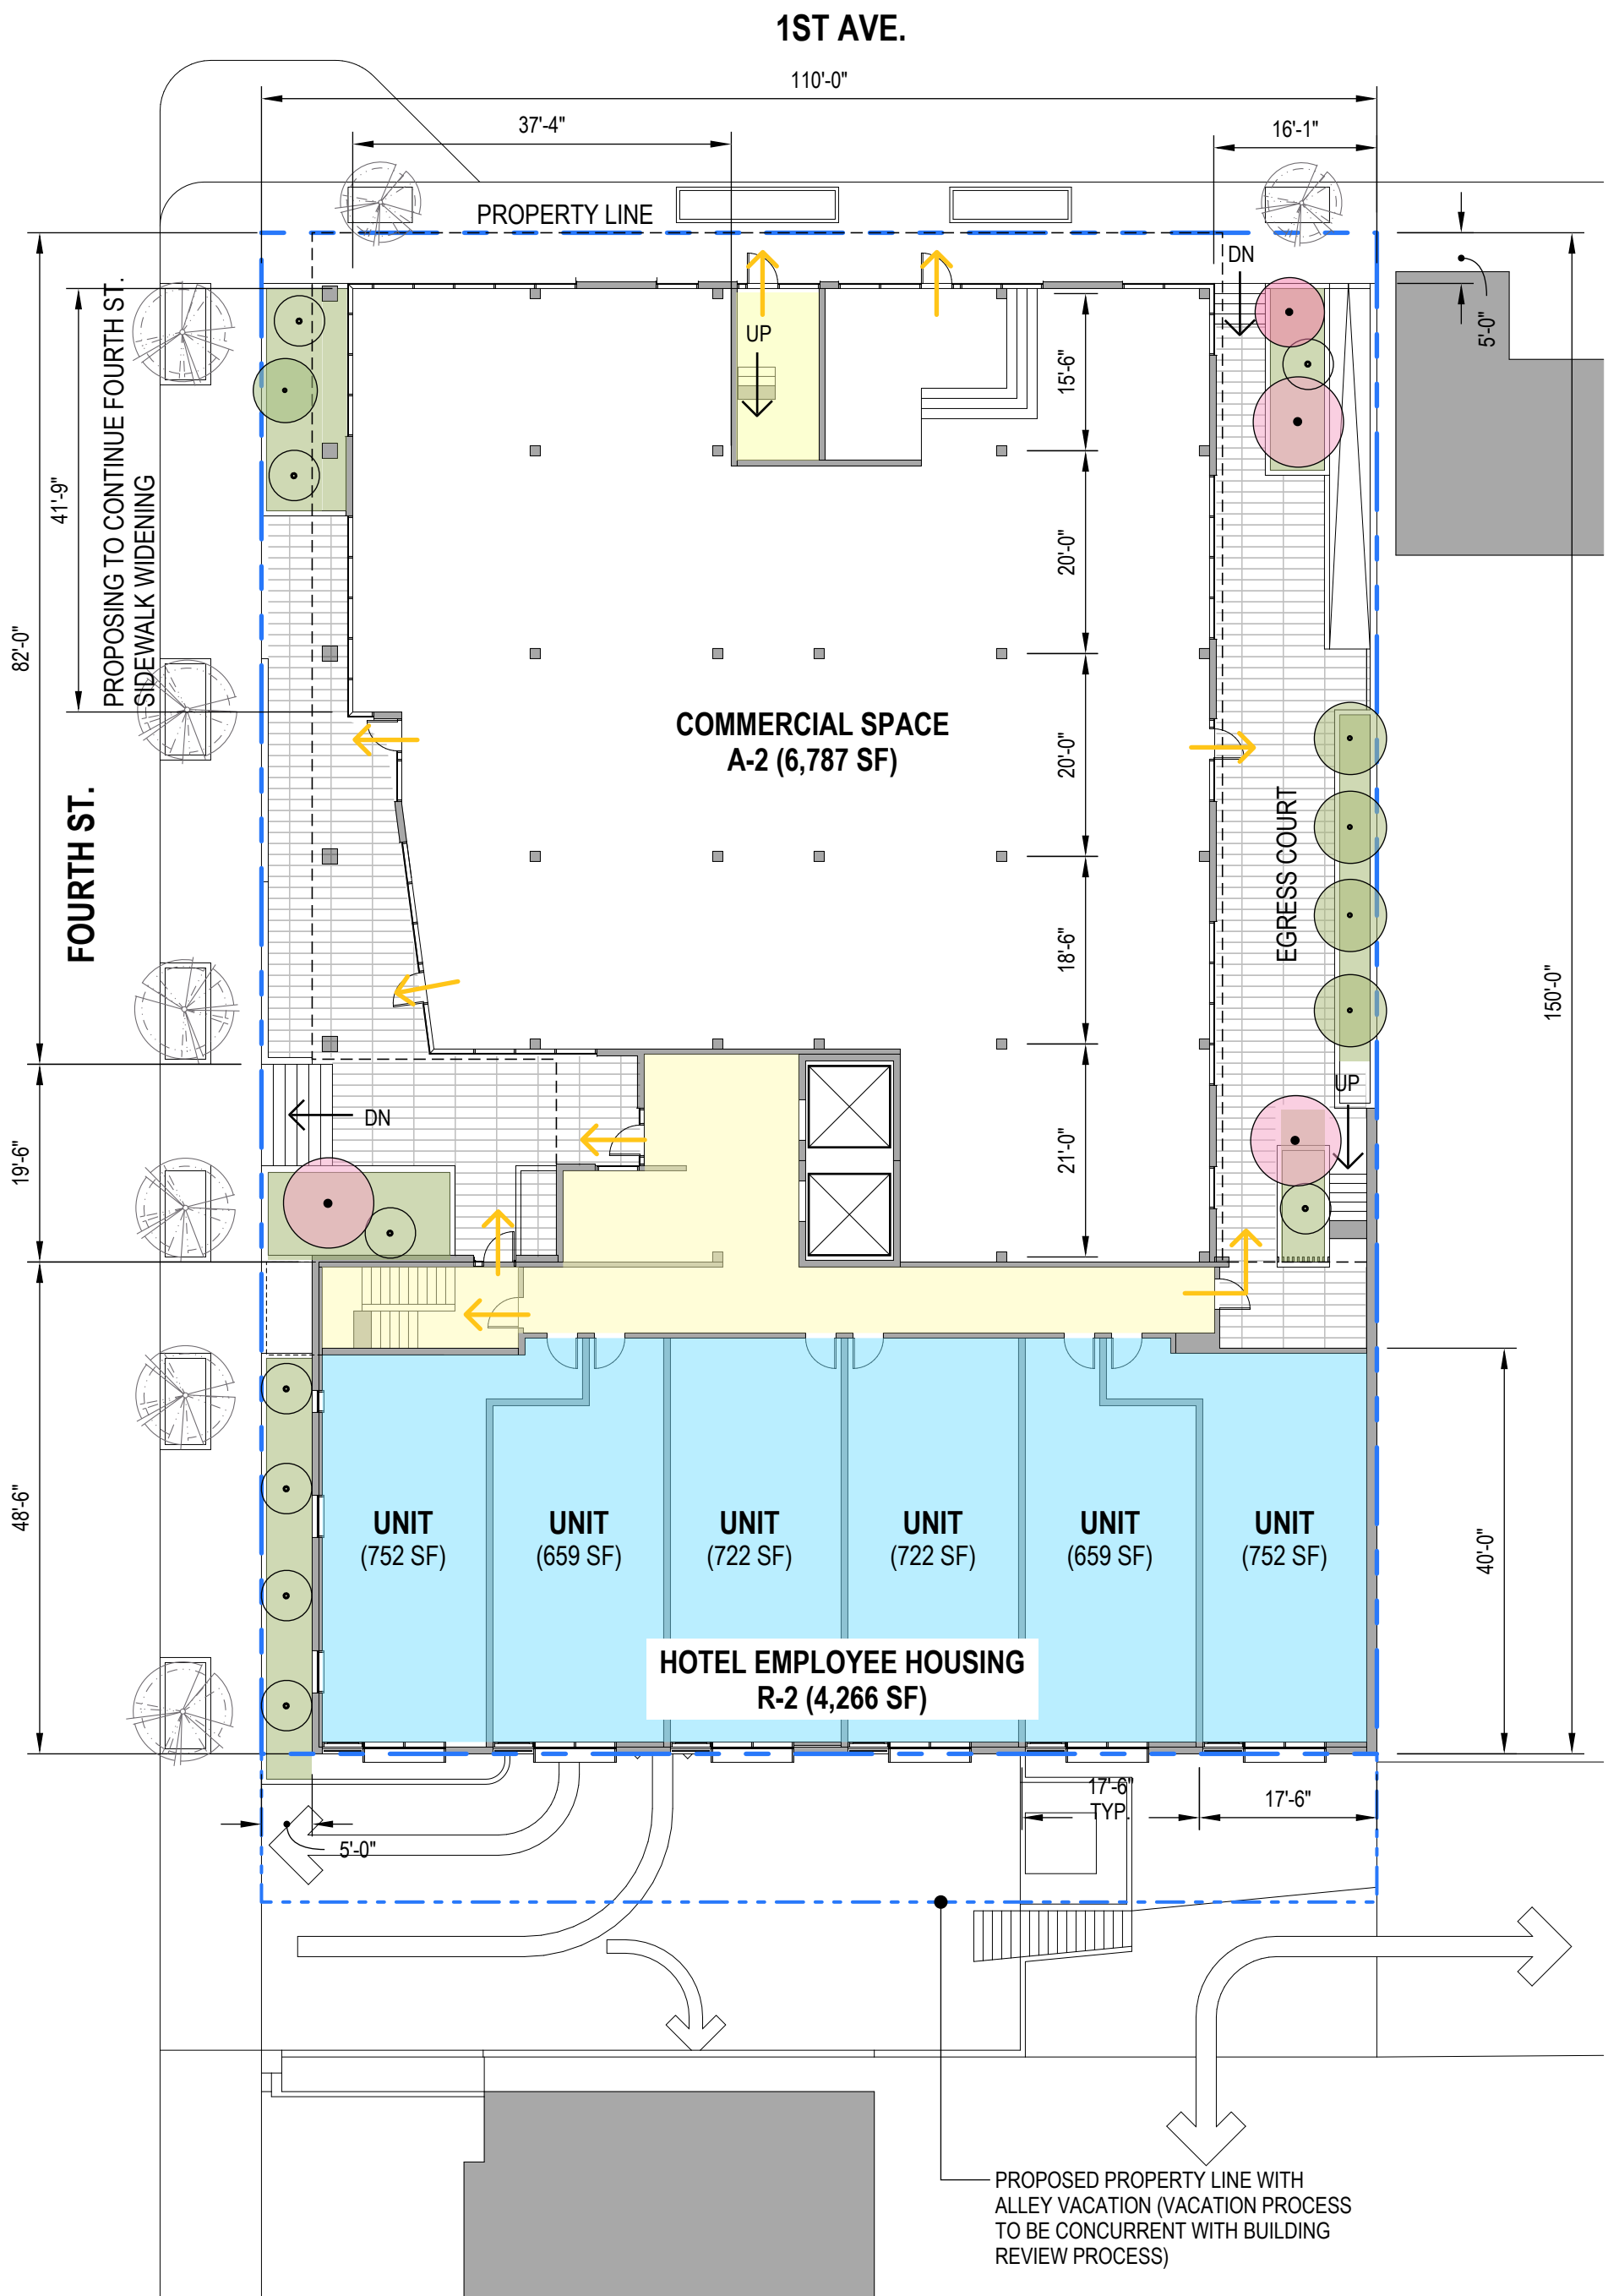 1ST AVE.
110'-0"
37'-4"
16'-1"
PROPERTY LINE
DN
5'-0"
UP
15'-6"
PROPOSING TO CONTINUE FOURTH ST.
SIDEWALK WIDENING
41'-9"
82'-0"
20'-0"
COMMERCIAL SPACE
A-2 (6,787 SF)
20'-0"
FOURTH ST.
EGRESS COURT
18'-6"
150'-0"
UP
DN
19'-6"
21'-0"
48'-6"
40'-0"
UNIT
(752 SF)
UNIT
(659 SF)
UNIT
(722 SF)
UNIT
(722 SF)
UNIT
(659 SF)
UNIT
(752 SF)
HOTEL EMPLOYEE HOUSING
R-2 (4,266 SF)
17'-6"
TYP.
17'-6"
5'-0"
PROPOSED PROPERTY LINE WITH
ALLEY VACATION (VACATION PROCESS
TO BE CONCURRENT WITH BUILDING
REVIEW PROCESS)